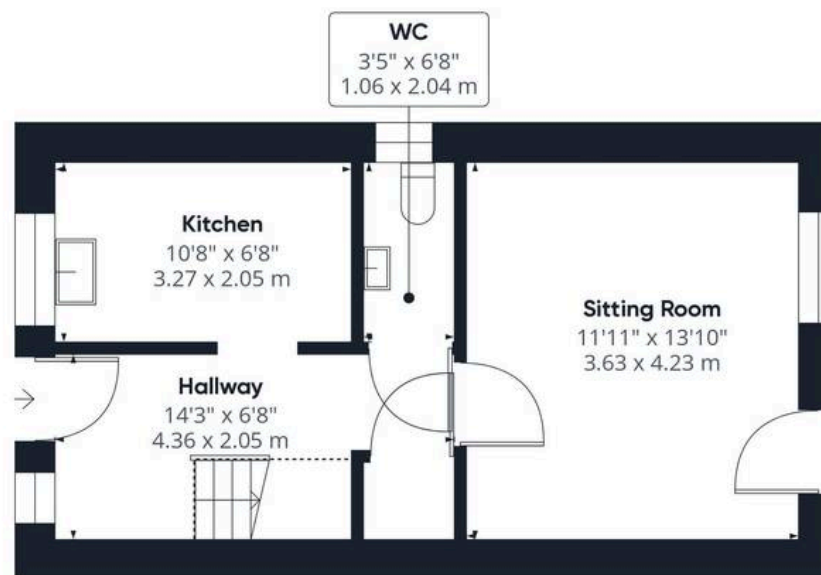 WC
3'5" x 6'8"
1.06 x 2.04 m
Kitchen
10'8" x 6'8"
3.27 x 2.05 m
Sitting Room
11'11" x 13'10"
3.63 x 4.23 m
Hallway
14'3" x 6'8"
4.36 x 2.05 m